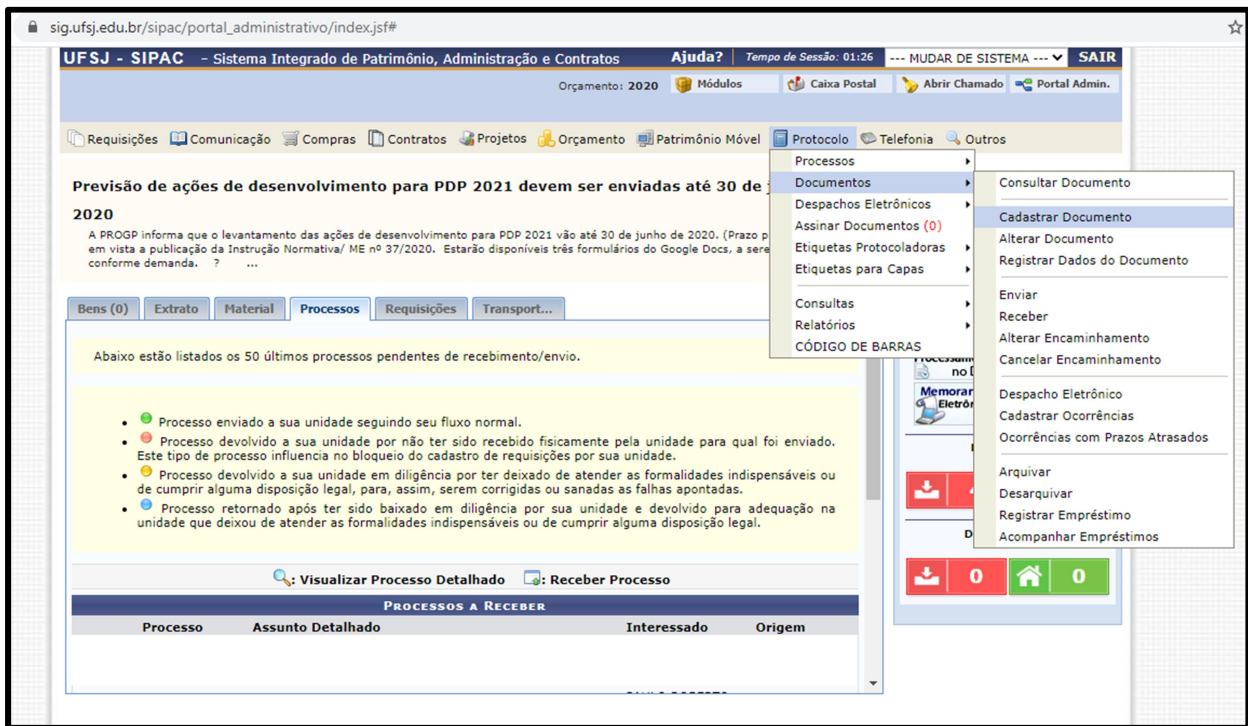 sig.ufsj.edu.br/sipac/portal_administrativo/index.jsf#
UFSJ - SIPAC - Sistema Integrado de Patrimônio, Administração e Contratos Ajuda? Tempo de Sessão: 01:26 --- MUDAR DE SISTEMA --- SAIR
Orçamento: 2020 Módulos Caixa Postal Abrir Chamado Portal Admin.
Requisições Comunicação Compras Contratos Projetos Orçamento Patrimônio Móvel Protocolo Telefonia Outros
Processos
Documentos
Despachos Eletrônicos
Assinar Documentos (0)
Etiquetas Protocoladoras
Etiquetas para Capas
Consultas
Relatórios
CÓDIGO DE BARRAS
Consultar Documento
Cadastrar Documento
Alterar Documento
Registrar Dados do Documento
Enviar
Receber
Alterar Encaminhamento
Cancelar Encaminhamento
Despacho Eletrônico
Cadastrar Ocorrências
Ocorrências com Prazos Atrasados
Arquivar
Desarquivar
Registrar Empréstimo
Acompanhar Empréstimos
Previsão de ações de desenvolvimento para PDP 2021 devem ser enviadas até 30 de
2020
A PROGP informa que o levantamento das ações de desenvolvimento para PDP 2021 vão até 30 de junho de 2020. (Prazo
em vista a publicação da Instrução Normativa/ ME nº 37/2020. Estarão disponíveis três formulários do Google Docs, a
conforme demanda. ? ...
Bens (0) Extrato Material Processos Requisições Transport...
Abaixo estão listados os 50 últimos processos pendentes de recebimento/envio.
• Processo enviado a sua unidade seguindo seu fluxo normal.
• Processo devolvido a sua unidade por não ter sido recebido fisicamente pela unidade para qual foi enviado.
Este tipo de processo influencia no bloqueio do cadastro de requisições por sua unidade.
• Processo devolvido a sua unidade em diligência por ter deixado de atender as formalidades indispensáveis ou
de cumprir alguma disposição legal, para, assim, serem corrigidas ou sanadas as falhas apontadas.
• Processo retornado após ter sido baixado em diligência por sua unidade e devolvido para adequação na
unidade que deixou de atender as formalidades indispensáveis ou de cumprir alguma disposição legal.
: Visualizar Processo Detalhado : Receber Processo
PROCESSOS A RECEBER
Processo Assunto Detalhado Interessado Origem
0 0